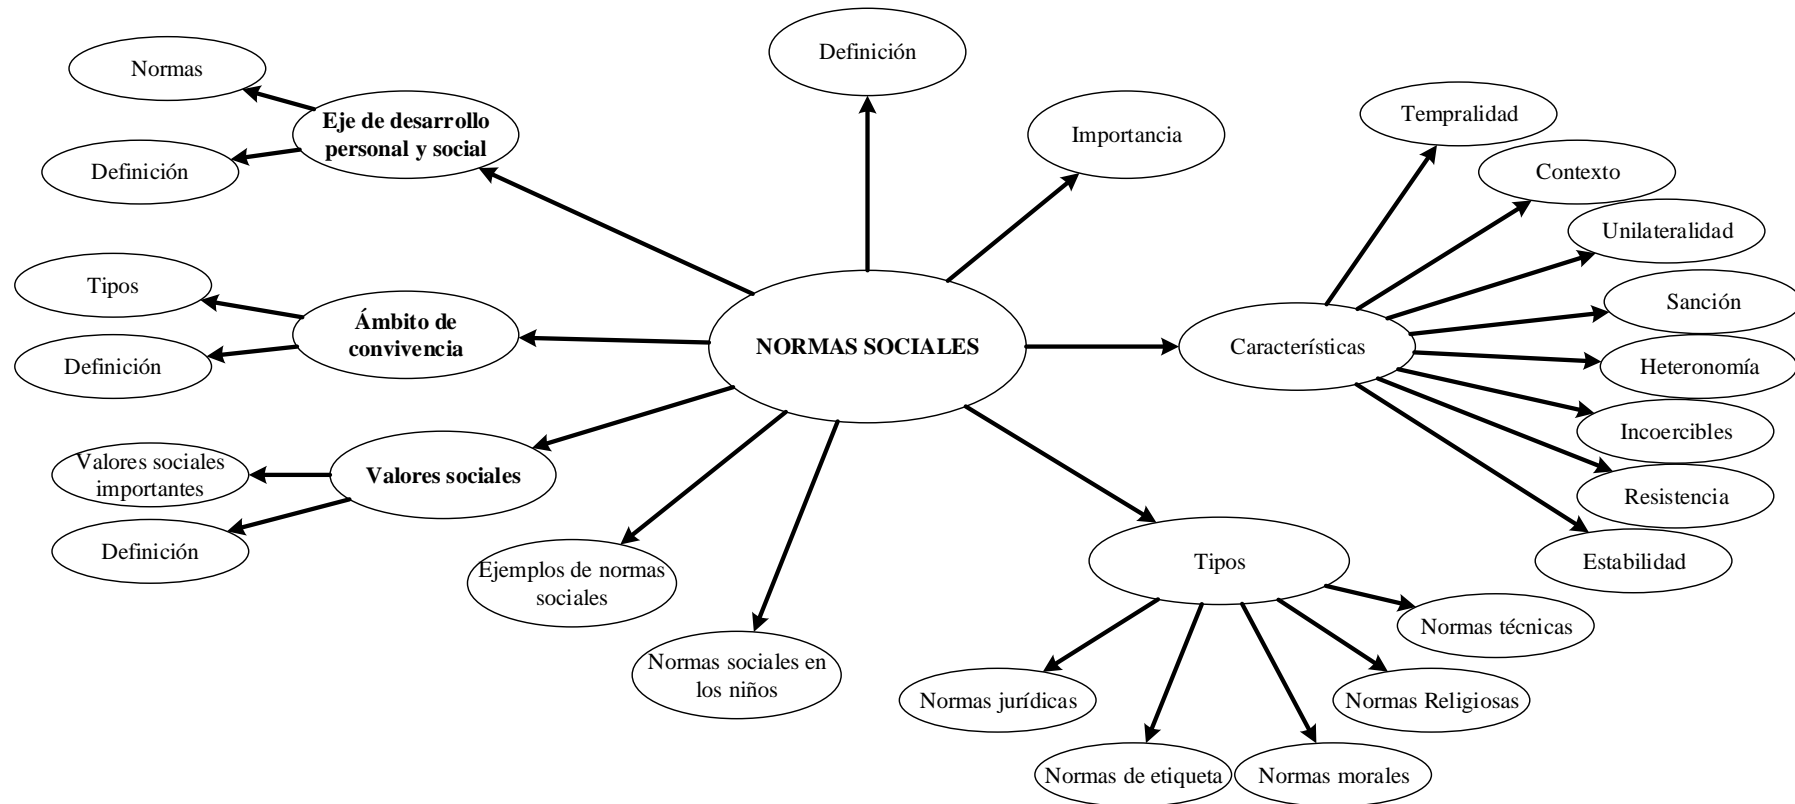 Definición
Normas
Eje de desarrollo
personal y social
Definición
Importancia
Tempralidad
Contexto
Unilateralidad
Sanción
Heteronomía
Incoercibles
Resistencia
Estabilidad
Características
NORMAS SOCIALES
Tipos
Ámbito de
convivencia
Definición
Valores sociales
importantes
Valores sociales
Definición
Ejemplos de normas
sociales
Normas sociales en
los niños
Tipos
Normas técnicas
Normas jurídicas
Normas Religiosas
Normas de etiqueta
Normas morales